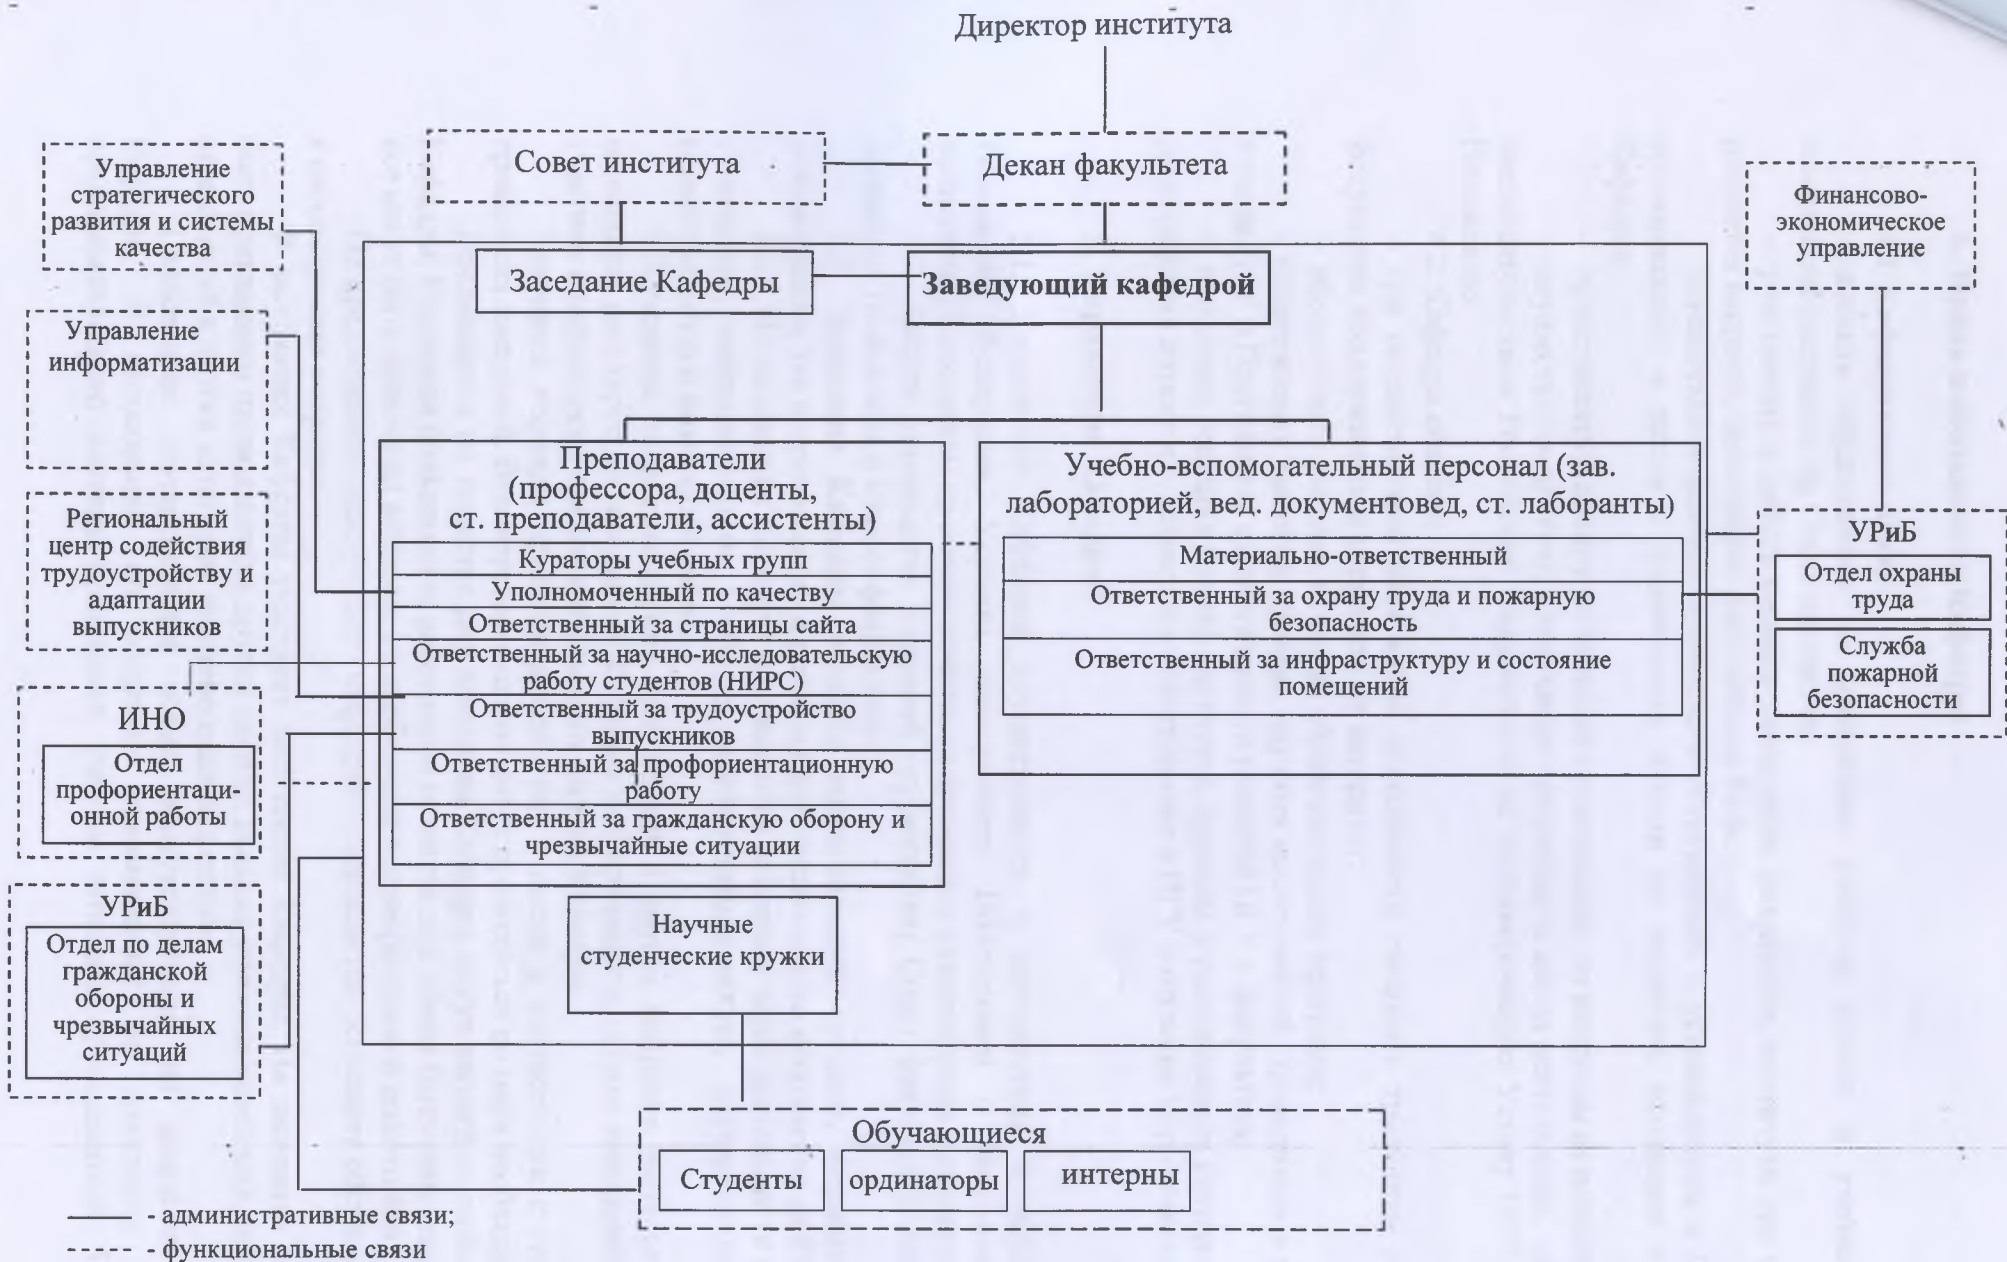 Директор института
Совет института
Декан факультета
Управление
стратегического
развития и системы
качества
Финансово-
экономическое
управление
Заседание Кафедры
Заведующий кафедрой
Управление
информатизации
Преподаватели
(профессора, доценты,
ст. преподаватели, ассистенты)
Кураторы учебных групп
Уполномоченный по качеству
Ответственный за страницы сайта
Ответственный за научно-исследовательскую
работу студентов (НИРС)
Ответственный за трудоустройство
выпускников
Ответственный за профориентационную
работу
Ответственный за гражданскую оборону и
чрезвычайные ситуации
Учебно-вспомогательный персонал (зав.
лабораторией, вед. документовед, ст. лаборанты)
Материально-ответственный
Ответственный за охрану труда и пожарную
безопасность
Ответственный за инфраструктуру и состояние
помещений
УРиБ
Отдел охраны
труда
Служба
пожарной
безопасности
Региональный
центр содействия
трудоустройству и
адаптации
выпускников
ИНО
Отдел
профориентаци-
онной работы
УРиБ
Отдел по делам
гражданской
обороны и
чрезвычайных
ситуаций
Научные
студенческие кружки
Обучающиеся
Студенты
ординаторы
интерны
- административные связи;
- функциональные связи